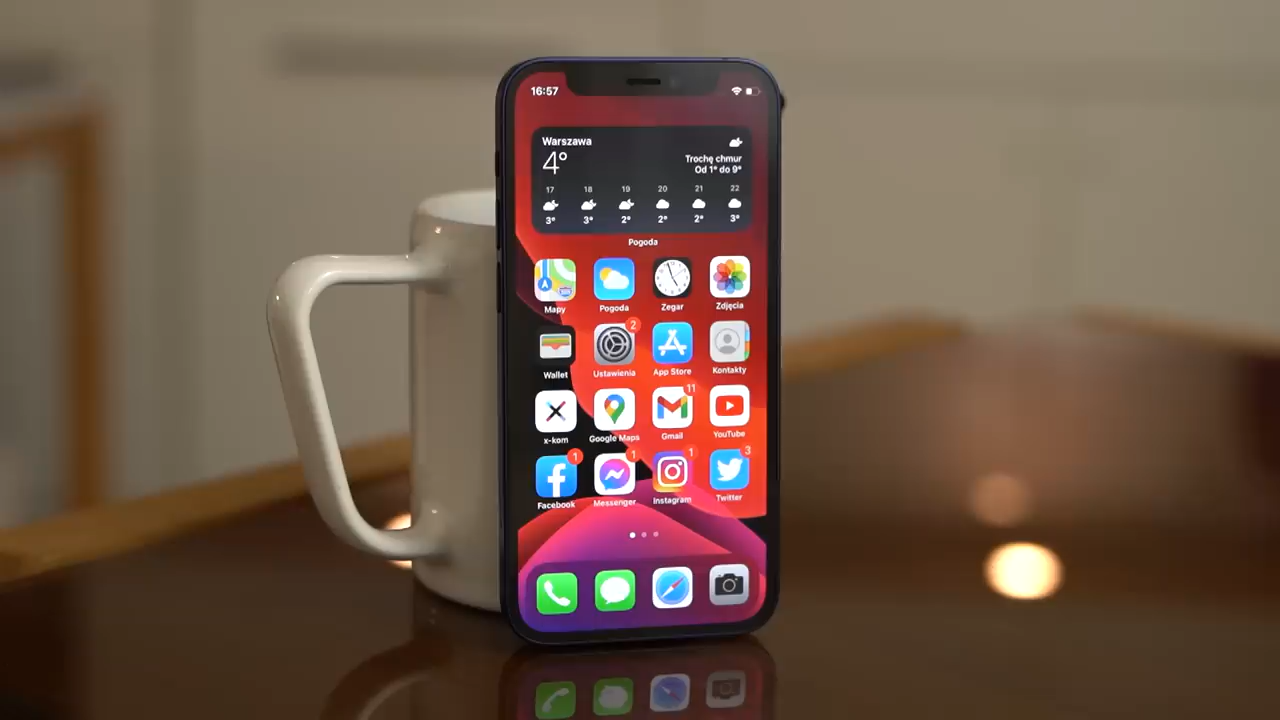 16:57
Warszawa
4°
Trochę chmur
Od 1° do 9°
17 18 19 20 21 22
3° 3° 2° 2° 2° 3°
Pogoda
Mapy Pogoda Zegar Zdjęcia
2
Wallet Ustawienia App Store Kontakty
11
x-kom Google Maps Gmail YouTube
1 1 1 3
Facebook Messenger Instagram Twitter